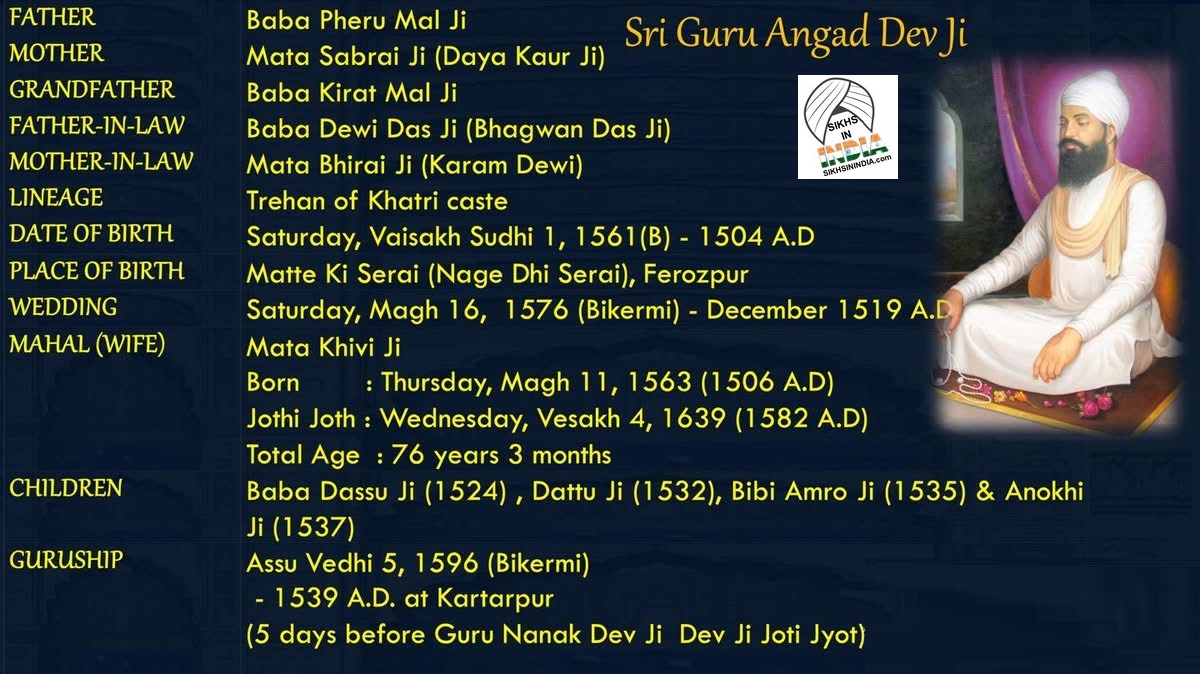 Sri Guru Angad Dev Ji
FATHER Baba Pheru Mal Ji
MOTHER Mata Sabrai Ji (Daya Kaur Ji)
GRANDFATHER Baba Kirat Mal Ji
FATHER-IN-LAW Baba Dewi Das Ji (Bhagwan Das Ji)
MOTHER-IN-LAW Mata Bhirai Ji (Karam Dewi)
LINEAGE Trehan of Khatri caste
DATE OF BIRTH Saturday, Vaisakh Sudhi 1, 1561(B) - 1504 A.D
PLACE OF BIRTH Matte Ki Serai (Nage Dhi Serai), Ferozpur
WEDDING Saturday, Magh 16, 1576 (Bikermi) - December 1519 A.D
MAHAL (WIFE) Mata Khivi Ji
Born : Thursday, Magh 11, 1563 (1506 A.D)
Jothi Joth : Wednesday, Vesakh 4, 1639 (1582 A.D)
Total Age : 76 years 3 months
CHILDREN Baba Dassu Ji (1524) , Dattu Ji (1532), Bibi Amro Ji (1535) & Anokhi
Ji (1537)
GURUSHIP Assu Vedhi 5, 1596 (Bikermi)
- 1539 A.D. at Kartarpur
(5 days before Guru Nanak Dev Ji Dev Ji Joti Jyot)
SIKHS
IN
INDIA
SIKHSININDIA.com